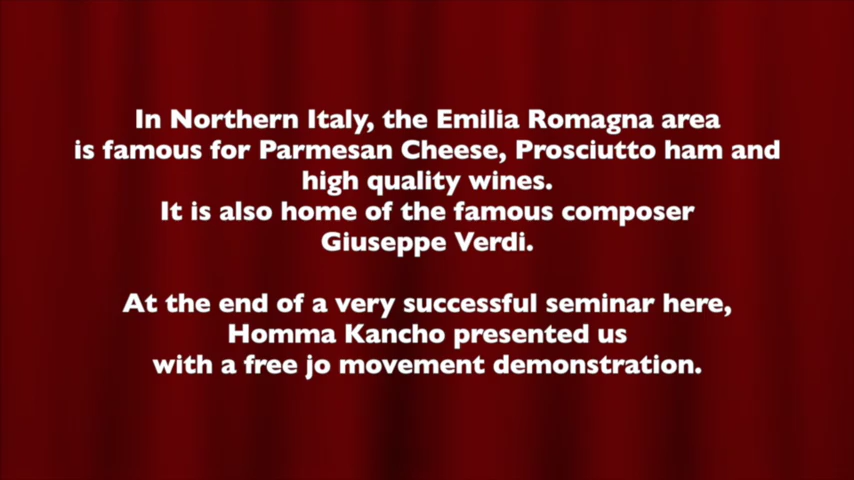 In Northern Italy, the Emilia Romagna area
is famous for Parmesan Cheese, Prosciutto ham and
high quality wines.
It is also home of the famous composer
Giuseppe Verdi.
At the end of a very successful seminar here,
Homma Kancho presented us
with a free jo movement demonstration.